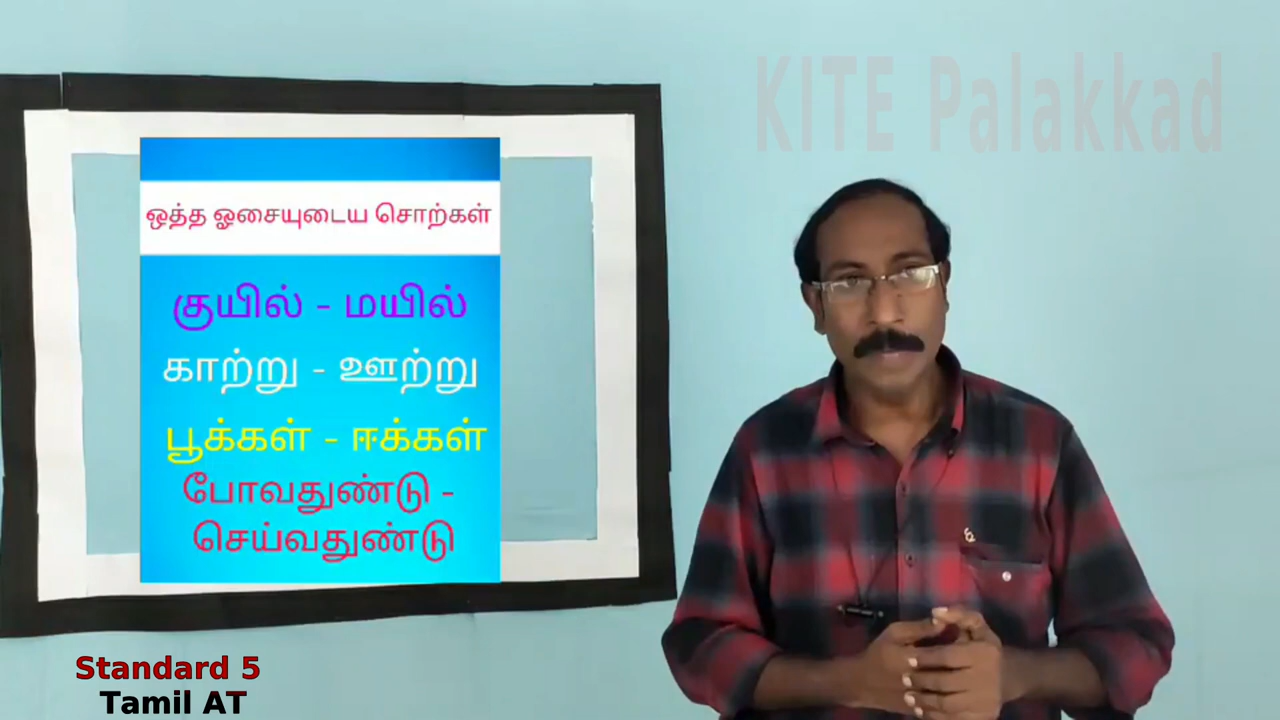 KITE Palakkad
ஒத்த ஓசையுடைய சொற்கள்
குயில் - மயில்
காற்று - ஊற்று
பூக்கள் - ஈக்கள்
போவதுண்டு -
செய்வதுண்டு
Standard 5
Tamil AT